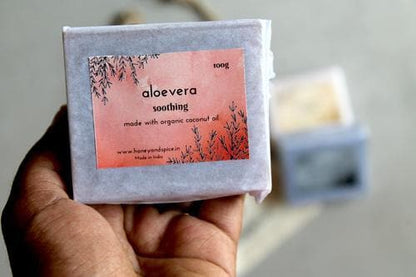 100g
aloevera
soothing
made with organic coconut oil
www.honeyandspice.in
Made in India